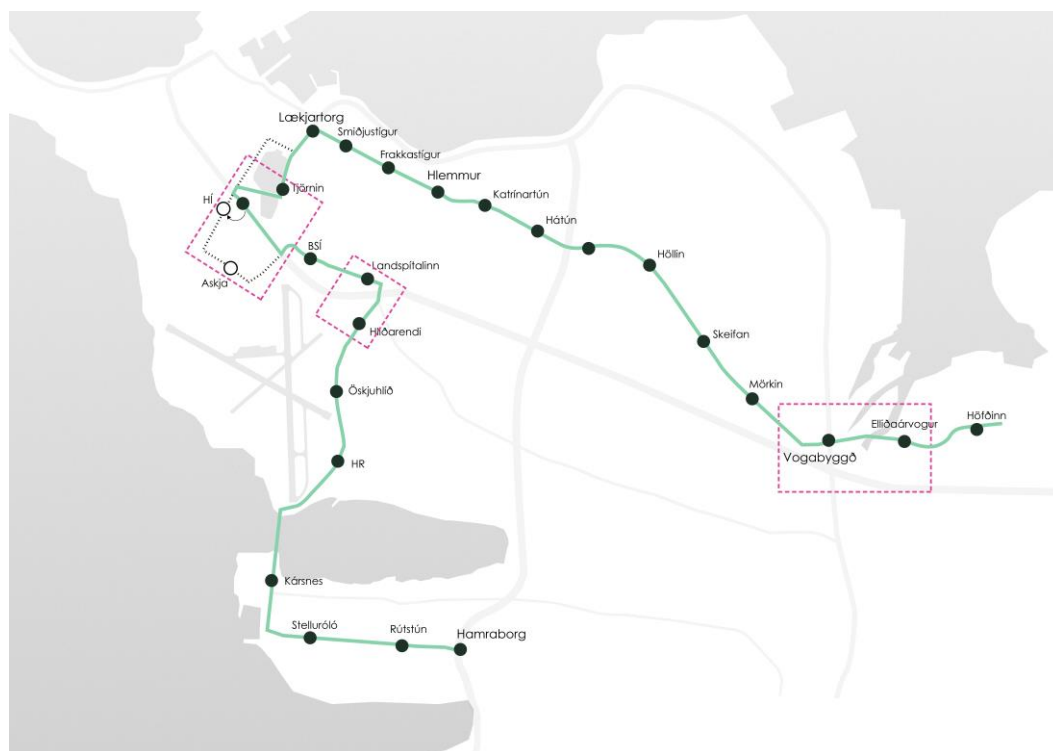 Lækjartorg
Smiðjustígur
Frakkastígur
Hlemmur
Katrínartún
Hátún
Höllin
Skeifan
Mörkin
Vogabyggð
Elliðaárvogur
Höfðinn
Tjörnin
HÍ
Askja
BSÍ
Landspítalinn
Hlíðarendi
Öskjuhlíð
HR
Kársnes
Stelluróló
Rútstún
Hamraborg